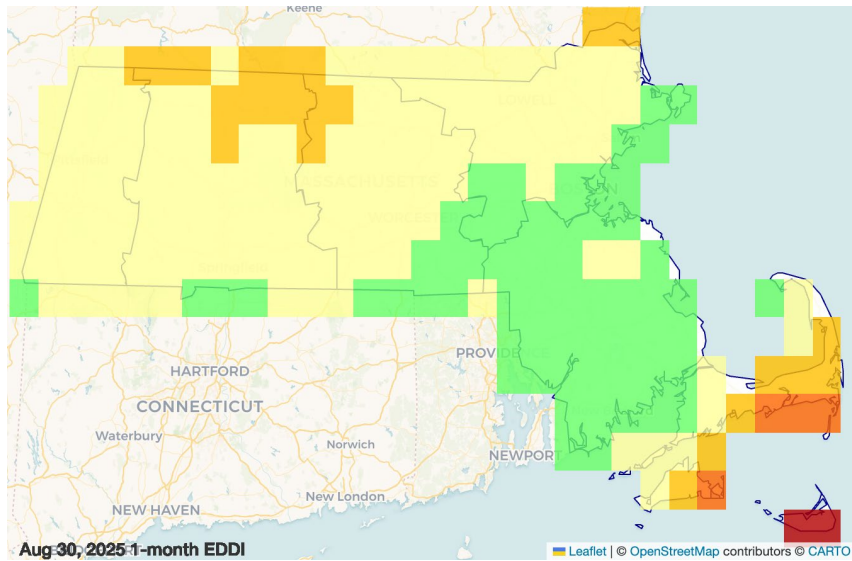 Keene
LOWELL
MASSACHUSETTS
BOSTON
WORCESTER
PROVIDENCE
HARTFORD
CONNECTICUT
Waterbury
Norwich
NEWPORT
New London
NEW HAVEN
Aug 30, 2025 1-month EDDI
Leaflet | © OpenStreetMap contributors © CARTO